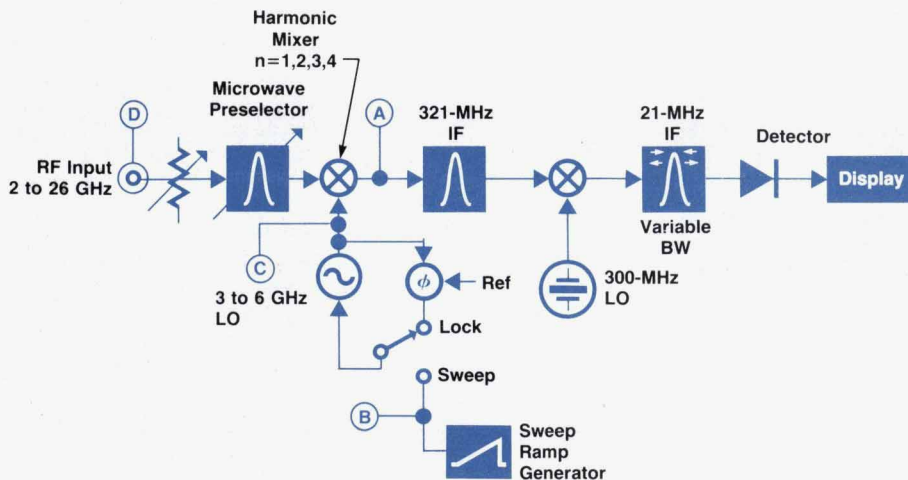 Harmonic
Mixer
n=1,2,3,4
Microwave
Preselector
D
A
321-MHz
IF
21-MHz
IF
Detector
RF Input
2 to 26 GHz
Display
Variable
BW
C
3 to 6 GHz
LO
ϕ
Ref
300-MHz
LO
Lock
Sweep
B
Sweep
Ramp
Generator